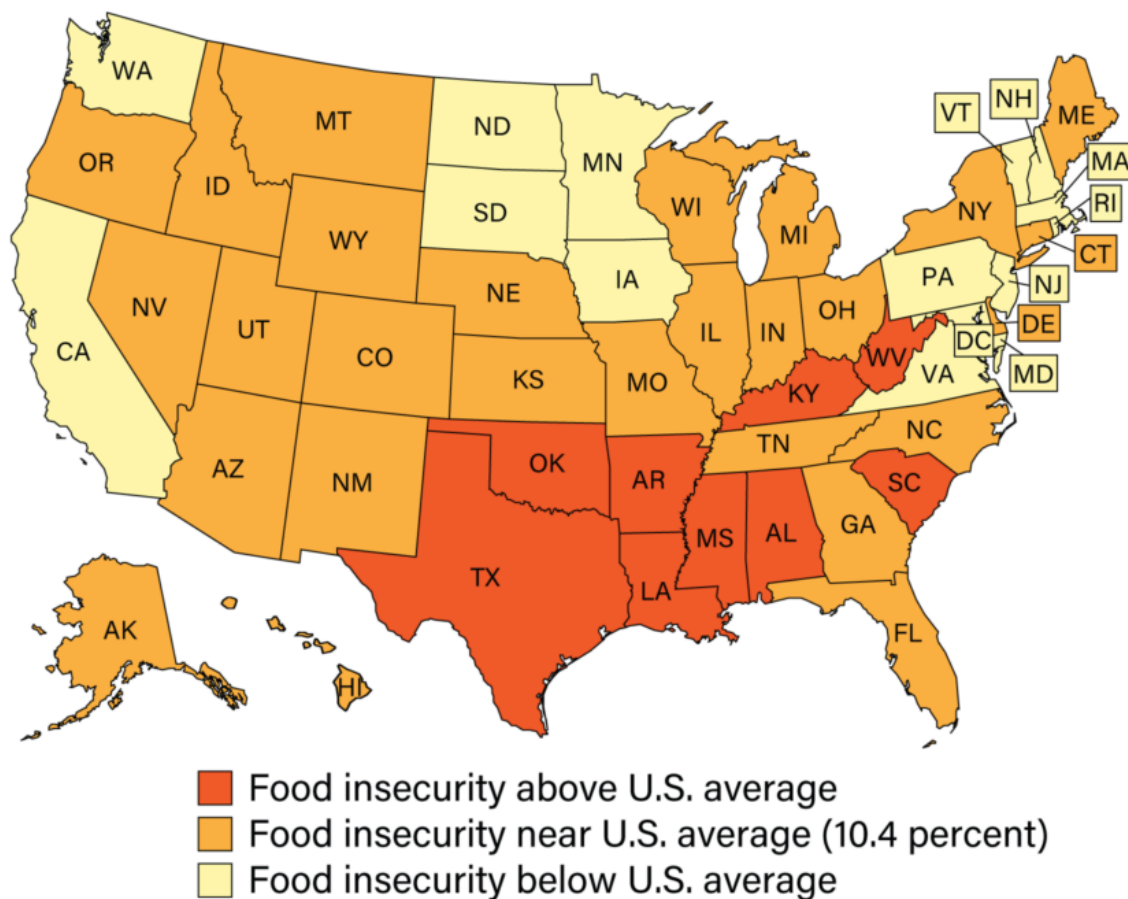 WA
MT
ND
MN
VT
NH
ME
OR
ID
SD
WI
MI
NY
MA
RI
WY
CT
NV
UT
NE
IA
PA
NJ
CA
CO
IL
IN
OH
DE
KS
MO
WV
DC
VA
MD
KY
AZ
NM
OK
AR
TN
NC
SC
TX
LA
MS
AL
GA
AK
HI
FL
Food insecurity above U.S. average
Food insecurity near U.S. average (10.4 percent)
Food insecurity below U.S. average